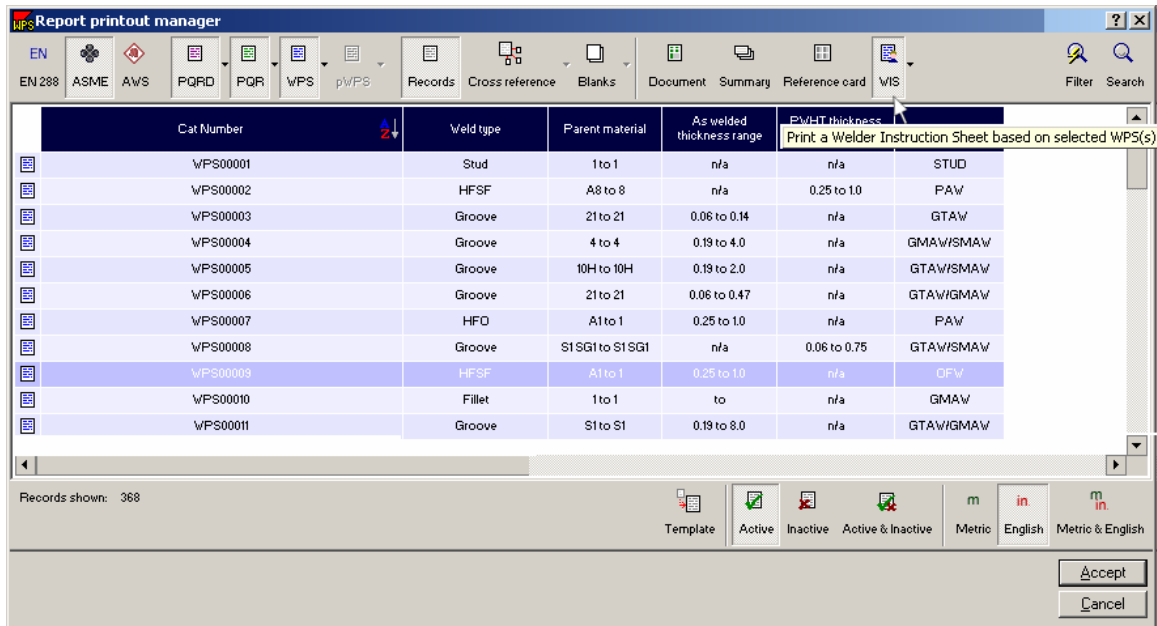 WPS Report printout manager
EN
EN 288 ASME AWS PQRD PQR WPS pWPS Records Cross reference Blanks Document Summary Reference card WIS Filter Search
Cat Number A Z Weld type Parent material As welded thickness range PWHT thickness
Print a Welder Instruction Sheet based on selected WPS(s)
WPS00001 Stud 1 to 1 n/a n/a STUD
WPS00002 HFSF A8 to 8 n/a 0.25 to 1.0 PAW
WPS00003 Groove 21 to 21 0.06 to 0.14 n/a GTAW
WPS00004 Groove 4 to 4 0.19 to 4.0 n/a GMAW/SMAW
WPS00005 Groove 10H to 10H 0.19 to 2.0 n/a GTAW/SMAW
WPS00006 Groove 21 to 21 0.06 to 0.47 n/a GTAW/GMAW
WPS00007 HFO A1 to 1 0.25 to 1.0 n/a PAW
WPS00008 Groove S1 SG1 to S1 SG1 n/a 0.06 to 0.75 GTAW/SMAW
WPS00009 HFSF A1 to 1 0.25 to 1.0 n/a OFW
WPS00010 Fillet 1 to 1 to n/a GMAW
WPS00011 Groove S1 to S1 0.19 to 8.0 n/a GTAW/GMAW
Records shown: 368
m in. m in.
Template Active Inactive Active & Inactive Metric English Metric & English
Accept
Cancel